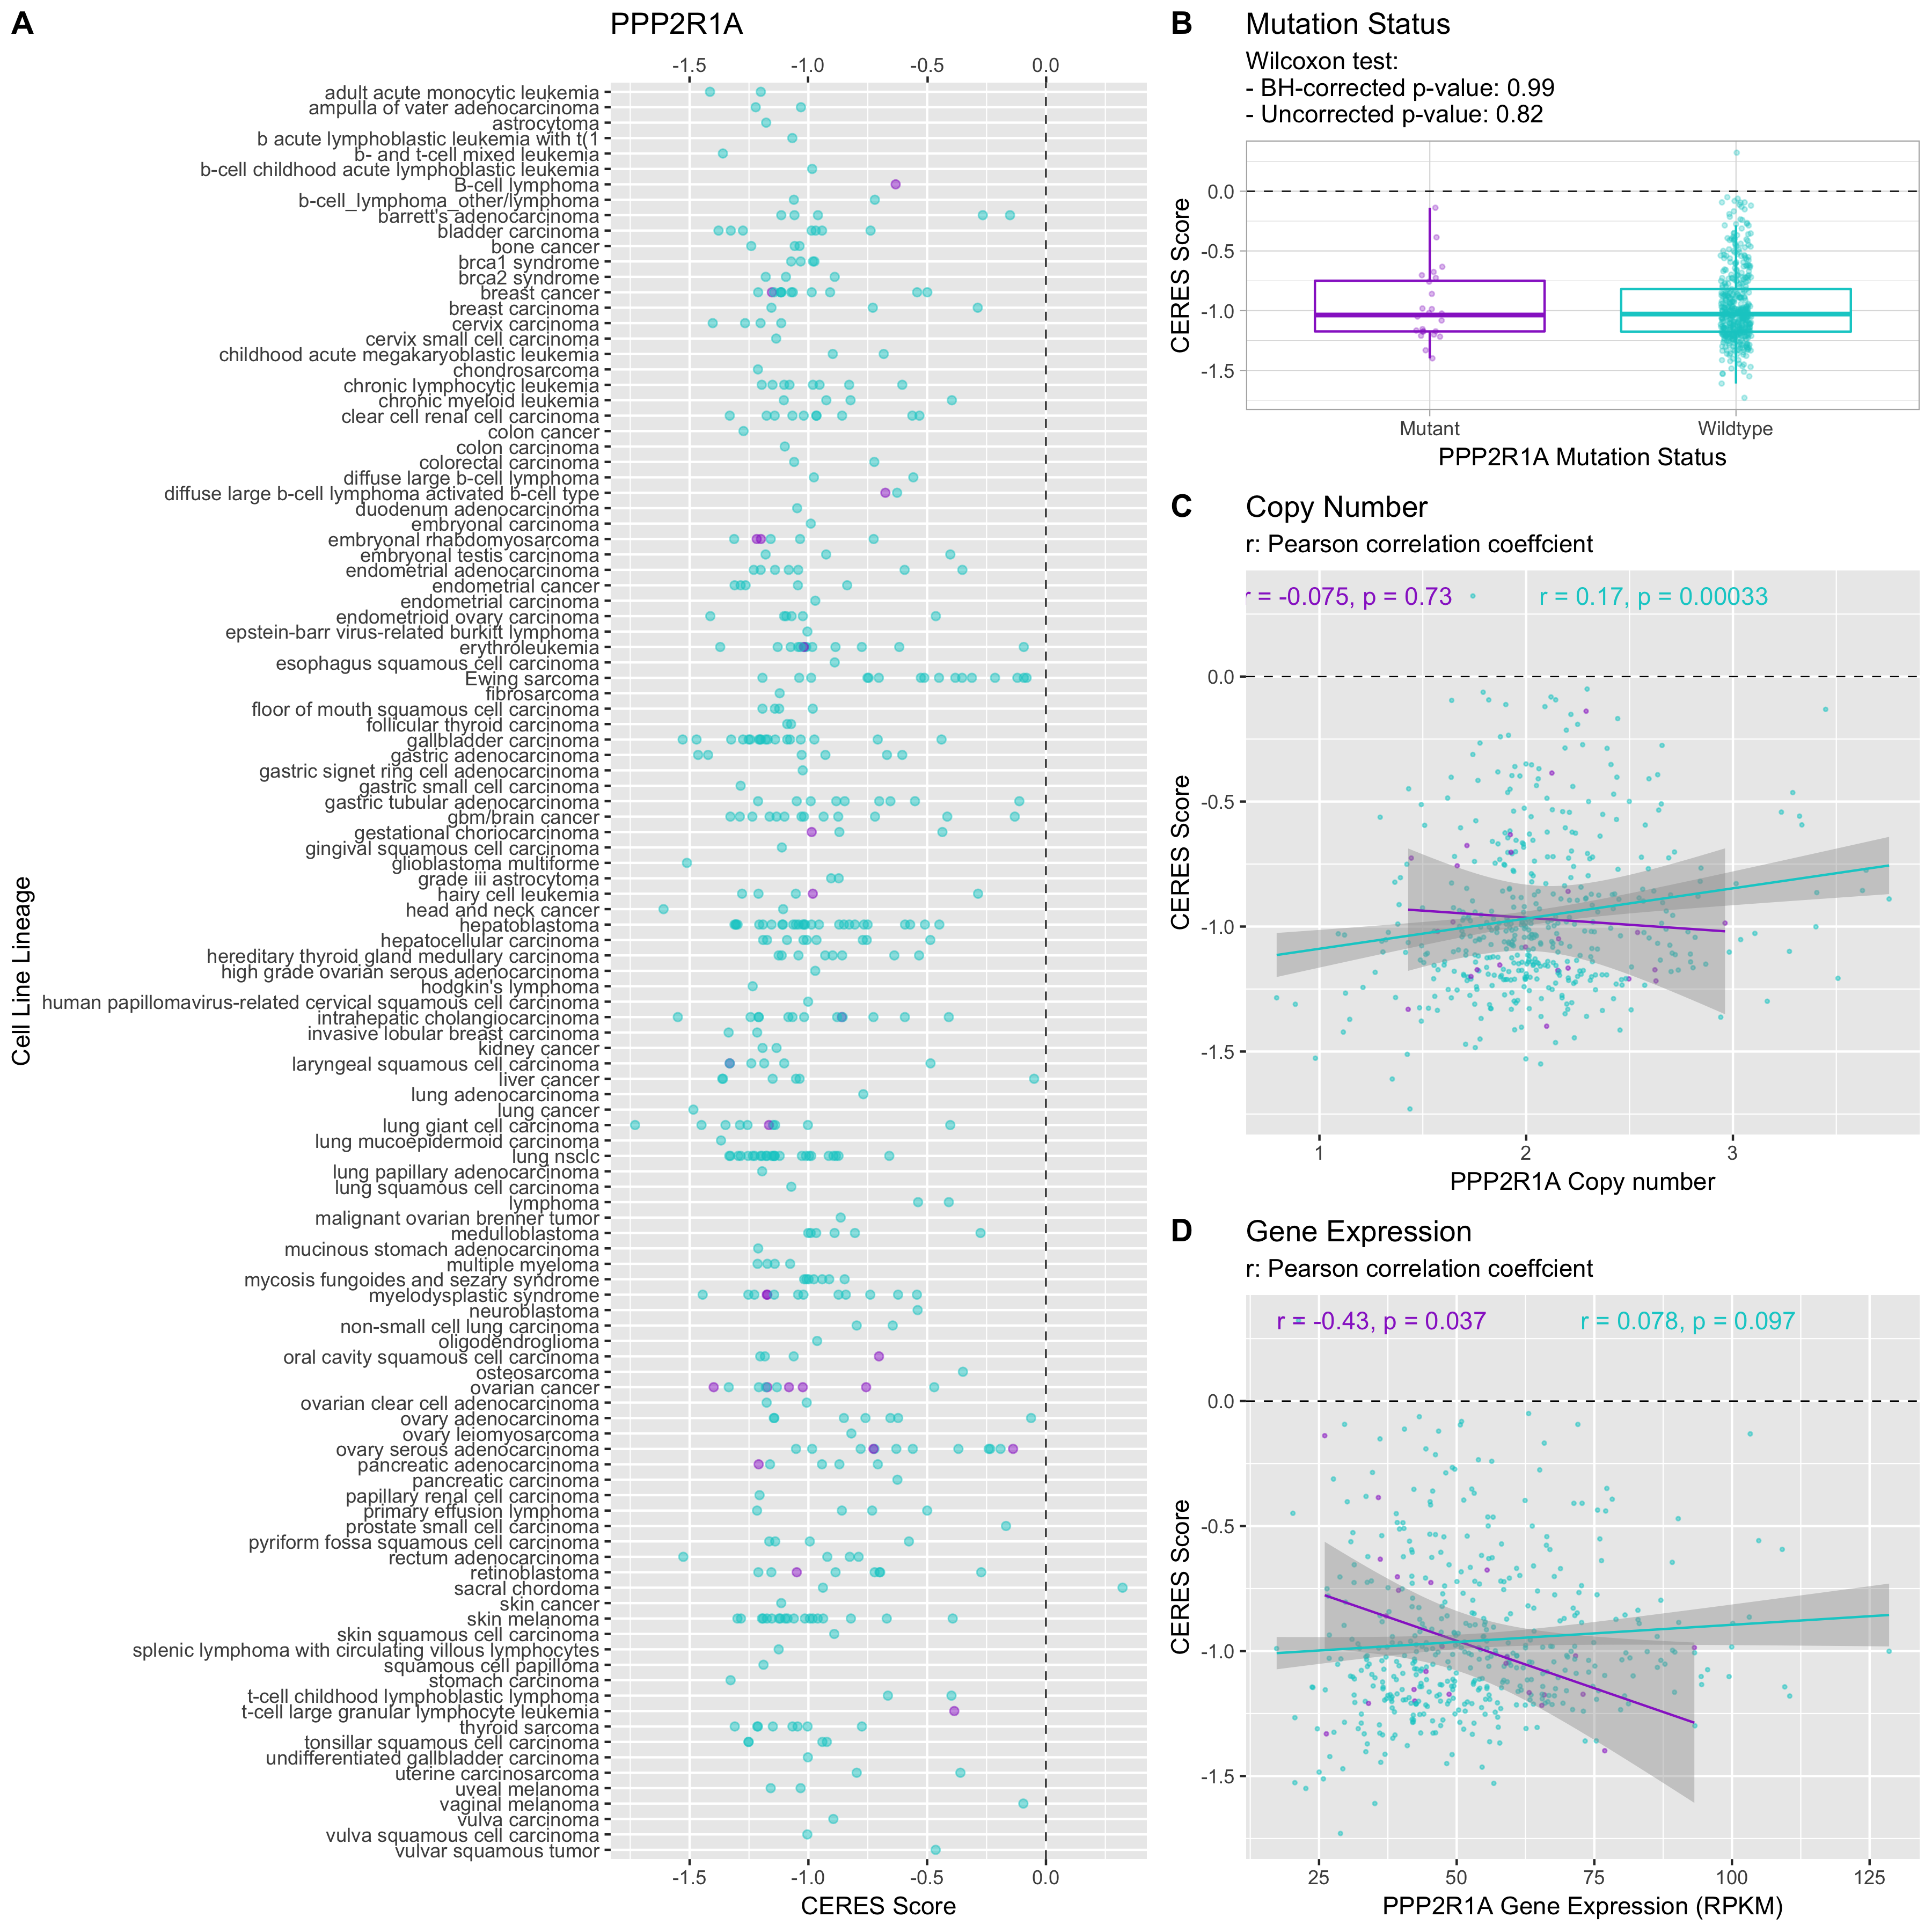 A
PPP2R1A
-1.5 -1.0 -0.5 0.0
adult acute monocytic leukemia
ampulla of vater adenocarcinoma
astrocytoma
b acute lymphoblastic leukemia with t(1
b- and t-cell mixed leukemia
b-cell childhood acute lymphoblastic leukemia
B-cell lymphoma
b-cell_lymphoma_other/lymphoma
barrett's adenocarcinoma
bladder carcinoma
bone cancer
brca1 syndrome
brca2 syndrome
breast cancer
breast carcinoma
cervix carcinoma
cervix small cell carcinoma
childhood acute megakaryoblastic leukemia
chondrosarcoma
chronic lymphocytic leukemia
chronic myeloid leukemia
clear cell renal cell carcinoma
colon cancer
colon carcinoma
colorectal carcinoma
diffuse large b-cell lymphoma
diffuse large b-cell lymphoma activated b-cell type
duodenum adenocarcinoma
embryonal carcinoma
embryonal rhabdomyosarcoma
embryonal testis carcinoma
endometrial adenocarcinoma
endometrial cancer
endometrial carcinoma
endometrioid ovary carcinoma
epstein-barr virus-related burkitt lymphoma
erythroleukemia
esophagus squamous cell carcinoma
Ewing sarcoma
fibrosarcoma
floor of mouth squamous cell carcinoma
follicular thyroid carcinoma
gallbladder carcinoma
gastric adenocarcinoma
gastric signet ring cell adenocarcinoma
gastric small cell carcinoma
gastric tubular adenocarcinoma
gbm/brain cancer
gestational choriocarcinoma
gingival squamous cell carcinoma
glioblastoma multiforme
grade iii astrocytoma
hairy cell leukemia
head and neck cancer
hepatoblastoma
hepatocellular carcinoma
hereditary thyroid gland medullary carcinoma
high grade ovarian serous adenocarcinoma
hodgkin's lymphoma
human papillomavirus-related cervical squamous cell carcinoma
intrahepatic cholangiocarcinoma
invasive lobular breast carcinoma
kidney cancer
laryngeal squamous cell carcinoma
liver cancer
lung adenocarcinoma
lung cancer
lung giant cell carcinoma
lung mucoepidermoid carcinoma
lung nsclc
lung papillary adenocarcinoma
lung squamous cell carcinoma
lymphoma
malignant ovarian brenner tumor
medulloblastoma
mucinous stomach adenocarcinoma
multiple myeloma
mycosis fungoides and sezary syndrome
myelodysplastic syndrome
neuroblastoma
non-small cell lung carcinoma
oligodendroglioma
oral cavity squamous cell carcinoma
osteosarcoma
ovarian cancer
ovarian clear cell adenocarcinoma
ovary adenocarcinoma
ovary leiomyosarcoma
ovary serous adenocarcinoma
pancreatic adenocarcinoma
pancreatic carcinoma
papillary renal cell carcinoma
primary effusion lymphoma
prostate small cell carcinoma
pyriform fossa squamous cell carcinoma
rectum adenocarcinoma
retinoblastoma
sacral chordoma
skin cancer
skin melanoma
skin squamous cell carcinoma
splenic lymphoma with circulating villous lymphocytes
squamous cell papilloma
stomach carcinoma
t-cell childhood lymphoblastic lymphoma
t-cell large granular lymphocyte leukemia
thyroid sarcoma
tonsillar squamous cell carcinoma
undifferentiated gallbladder carcinoma
uterine carcinosarcoma
uveal melanoma
vaginal melanoma
vulva carcinoma
vulva squamous cell carcinoma
vulvar squamous tumor
-1.5 -1.0 -0.5 0.0
CERES Score
Cell Line Lineage
B
Mutation Status
Wilcoxon test:
- BH-corrected p-value: 0.99
- Uncorrected p-value: 0.82
0.0
-0.5
-1.0
-1.5
CERES Score
Mutant Wildtype
PPP2R1A Mutation Status
C
Copy Number
r: Pearson correlation coeffcient
r = -0.075, p = 0.73 r = 0.17, p = 0.00033
0.0
-0.5
-1.0
-1.5
CERES Score
1 2 3
PPP2R1A Copy number
D
Gene Expression
r: Pearson correlation coeffcient
r = -0.43, p = 0.037 r = 0.078, p = 0.097
0.0
-0.5
-1.0
-1.5
CERES Score
25 50 75 100 125
PPP2R1A Gene Expression (RPKM)